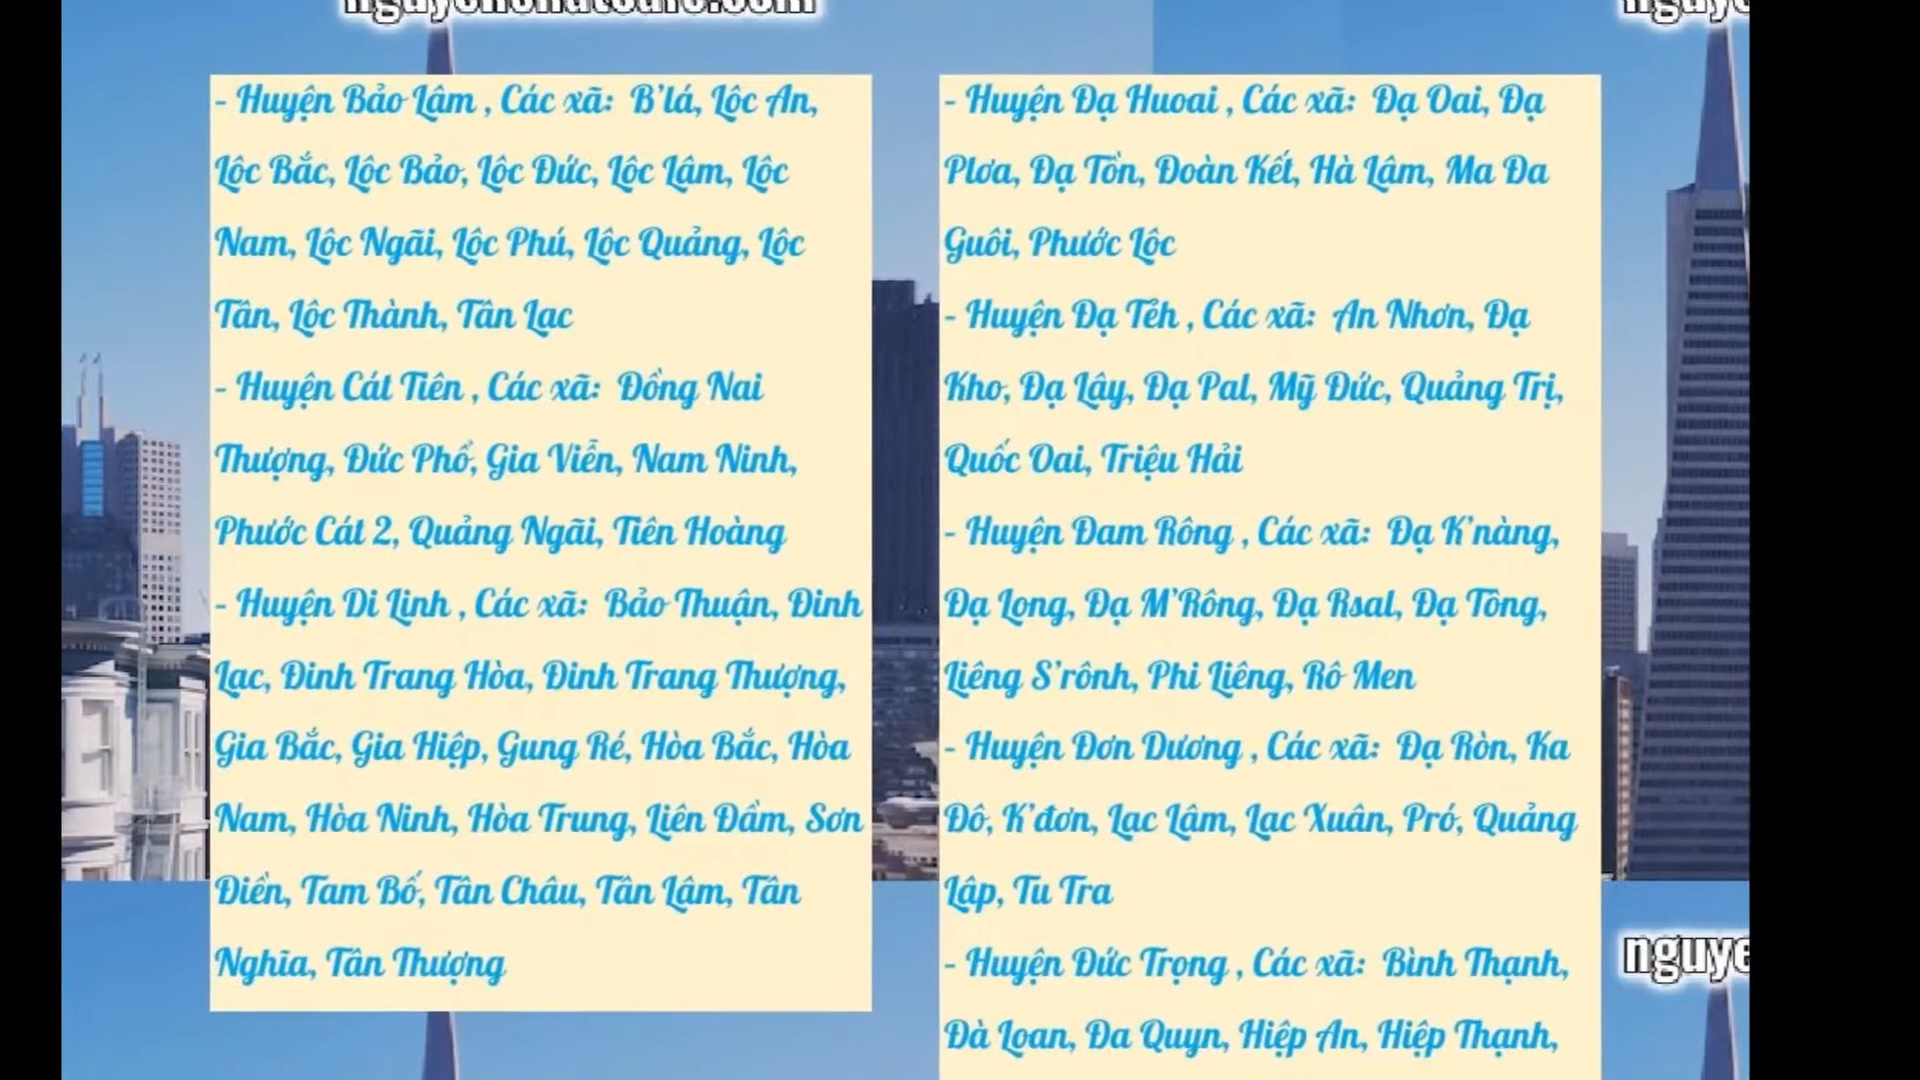 - Huyện Bảo Lâm , Các xã: B'lá, Lộc An,
Lộc Bắc, Lộc Bảo, Lộc Đức, Lộc Lâm, Lộc
Nam, Lộc Ngãi, Lộc Phú, Lộc Quảng, Lộc
Tân, Lộc Thành, Tân Lạc
- Huyện Cát Tiên , Các xã: Đồng Nai
Thượng, Đức Phổ, Gia Viễn, Nam Ninh,
Phước Cát 2, Quảng Ngãi, Tiên Hoàng
- Huyện Di Linh , Các xã: Bảo Thuận, Đinh
Lạc, Đinh Trang Hòa, Đinh Trang Thượng,
Gia Bắc, Gia Hiệp, Gung Ré, Hòa Bắc, Hòa
Nam, Hòa Ninh, Hòa Trung, Liên Đầm, Sơn
Điền, Tam Bố, Tân Châu, Tân Lâm, Tân
Nghĩa, Tân Thượng
- Huyện Đạ Huoai , Các xã: Đạ Oai, Đạ
Plơa, Đạ Tồn, Đoàn Kết, Hà Lâm, Ma Đa
Guôi, Phước Lộc
- Huyện Đạ Tẻh , Các xã: An Nhơn, Đạ
Kho, Đạ Lây, Đạ Pal, Mỹ Đức, Quảng Trị,
Quốc Oai, Triệu Hải
- Huyện Đam Rông , Các xã: Đạ K'nàng,
Đạ Long, Đạ M'Rông, Đạ Rsal, Đạ Tông,
Liêng S'rônh, Phi Liêng, Rô Men
- Huyện Đơn Dương , Các xã: Đạ Ròn, Ka
Đô, K'đơn, Lạc Lâm, Lạc Xuân, Pró, Quảng
Lập, Tu Tra
- Huyện Đức Trọng , Các xã: Bình Thạnh,
Đà Loan, Đa Quyn, Hiệp An, Hiệp Thạnh,
nguye